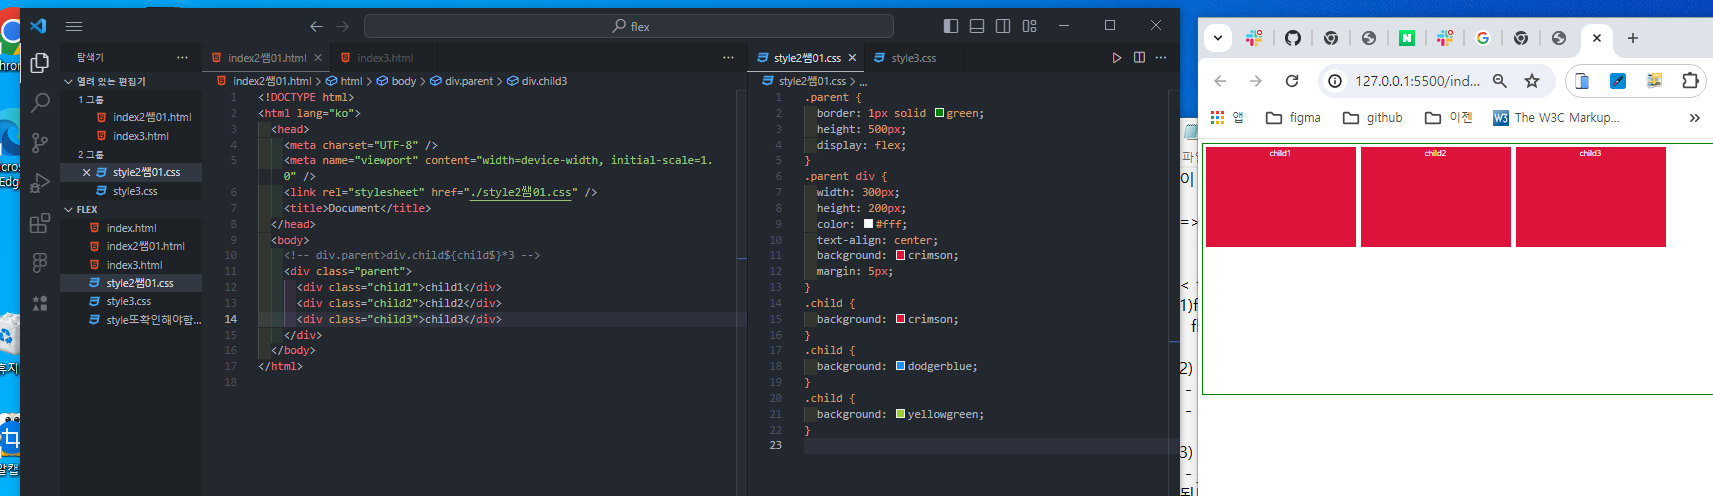 flex
탐색기
열려 있는 편집기
1 그룹
index2쌤01.html
index3.html
2 그룹
style2쌤01.css
style3.css
FLEX
index.html
index2쌤01.html
index3.html
style2쌤01.css
style3.css
style또확인해야함...
index2쌤01.html
index3.html
index2쌤01.html > html > body > div.parent > div.child3
1 <!DOCTYPE html>
2 <html lang="ko">
3 <head>
4 <meta charset="UTF-8" />
5 <meta name="viewport" content="width=device-width, initial-scale=1.
0" />
6 <link rel="stylesheet" href="./style2쌤01.css" />
7 <title>Document</title>
8 </head>
9 <body>
10 <!-- div.parent>div.child${child$}*3 -->
11 <div class="parent">
12 <div class="child1">child1</div>
13 <div class="child2">child2</div>
14 <div class="child3">child3</div>
15 </div>
16 </body>
17 </html>
18
style2쌤01.css
style3.css
style2쌤01.css > ...
1 .parent {
2 border: 1px solid green;
3 height: 500px;
4 display: flex;
5 }
6 .parent div {
7 width: 300px;
8 height: 200px;
9 color: #fff;
10 text-align: center;
11 background: crimson;
12 margin: 5px;
13 }
14 .child {
15 background: crimson;
16 }
17 .child {
18 background: dodgerblue;
19 }
20 .child {
21 background: yellowgreen;
22 }
23
127.0.0.1:5500/ind...
앱
figma
github
이젠
The W3C Markup...
child1
child2
child3